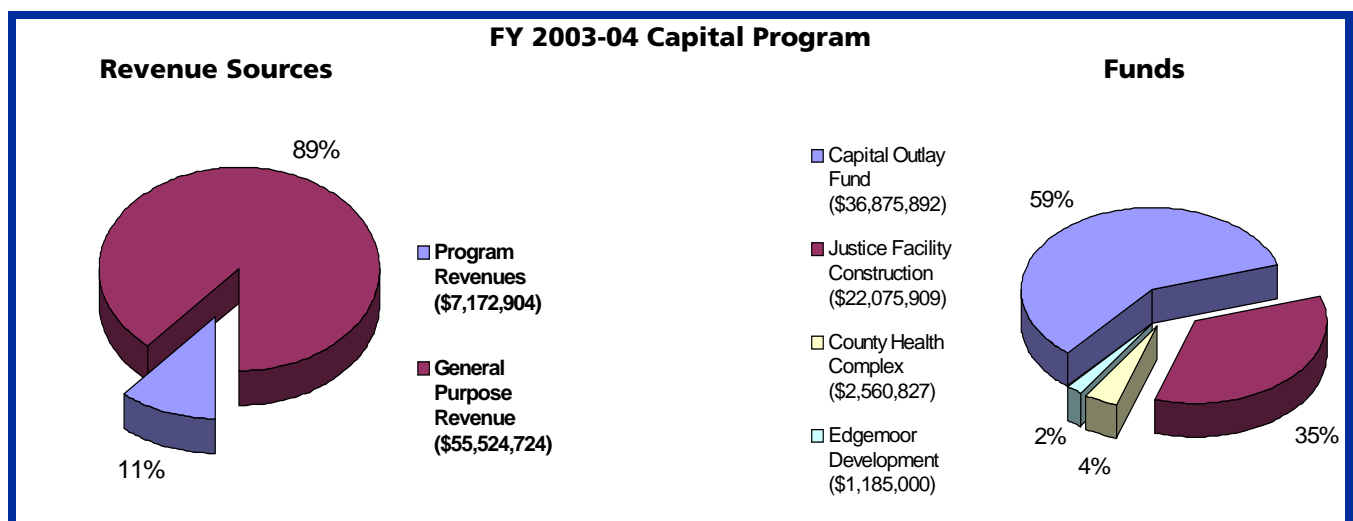 FY 2003-04 Capital Program
Revenue Sources
89%
11%
Program
Revenues
($7,172,904)
General
Purpose
Revenue
($55,524,724)
Funds
Capital Outlay
Fund
($36,875,892)
Justice Facility
Construction
($22,075,909)
County Health
Complex
($2,560,827)
Edgemoor
Development
($1,185,000)
59%
2%
4%
35%